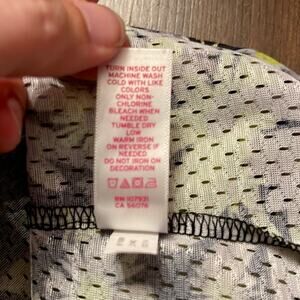 TURN INSIDE OUT
MACHINE WASH
COLD WITH LIKE
COLORS
ONLY NON-
CHLORINE
BLEACH WHEN
NEEDED
TUMBLE DRY
LOW
WARM IRON
ON REVERSE IF
NEEDED
DO NOT IRON ON
DECORATION
RN 107931
CA 56076